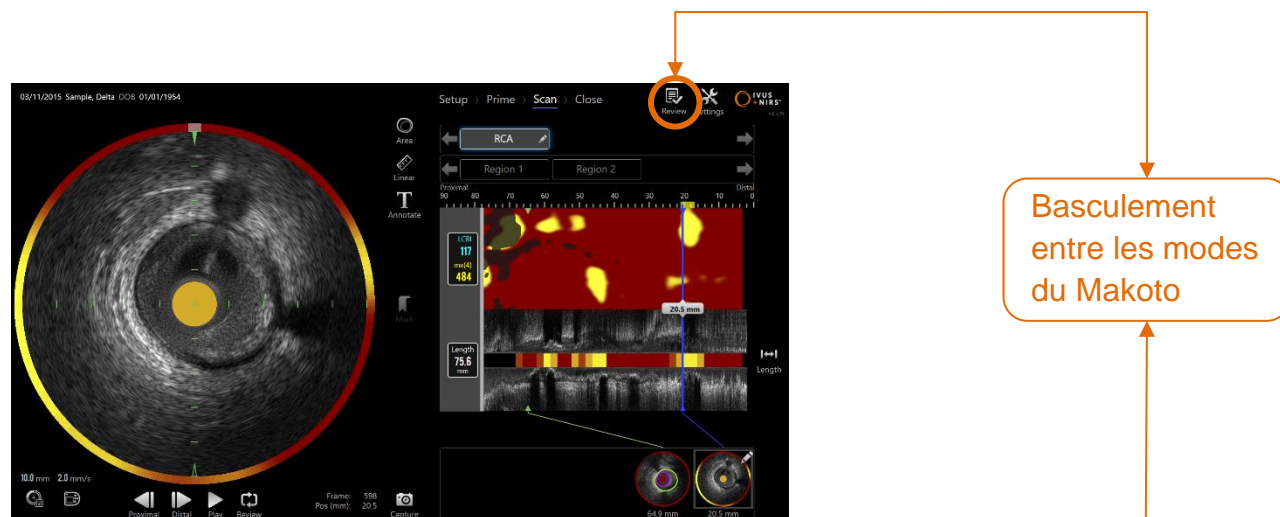 03/11/2015 Sample, Delta DOB 01/01/1954
Setup Prime Scan Close
Review
Settings
IVUS
+NIRS
Area
Linear
T
Annotate
Mark
RCA
Region 1 Region 2
Proximal Distal
90 80 70 60 50 40 30 20 10 0
LCBI
117
mx(4)
484
20.5 mm
Length
75.6
mm
Length
10.0 mm 2.0 mm/s
Proximal Distal Play Review
Frame: 598
Pos (mm): 20.5
Capture
64.9 mm 20.5 mm
Basculement
entre les modes
du Makoto